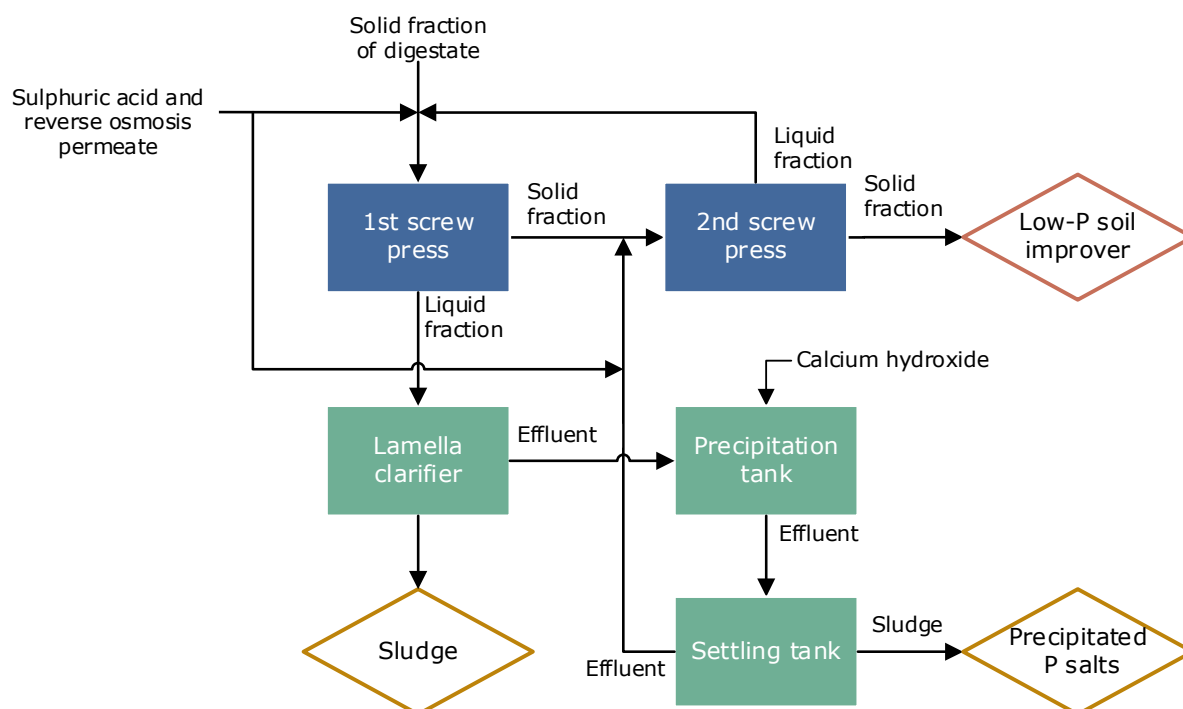 Solid fraction
of digestate
Sulphuric acid and
reverse osmosis
permeate
Liquid
fraction
Solid
fraction
Solid
fraction
1st screw
press
2nd screw
press
Low-P soil
improver
Liquid
fraction
Calcium hydroxide
Effluent
Lamella
clarifier
Precipitation
tank
Effluent
Sludge
Sludge
Effluent
Settling tank
Precipitated
P salts